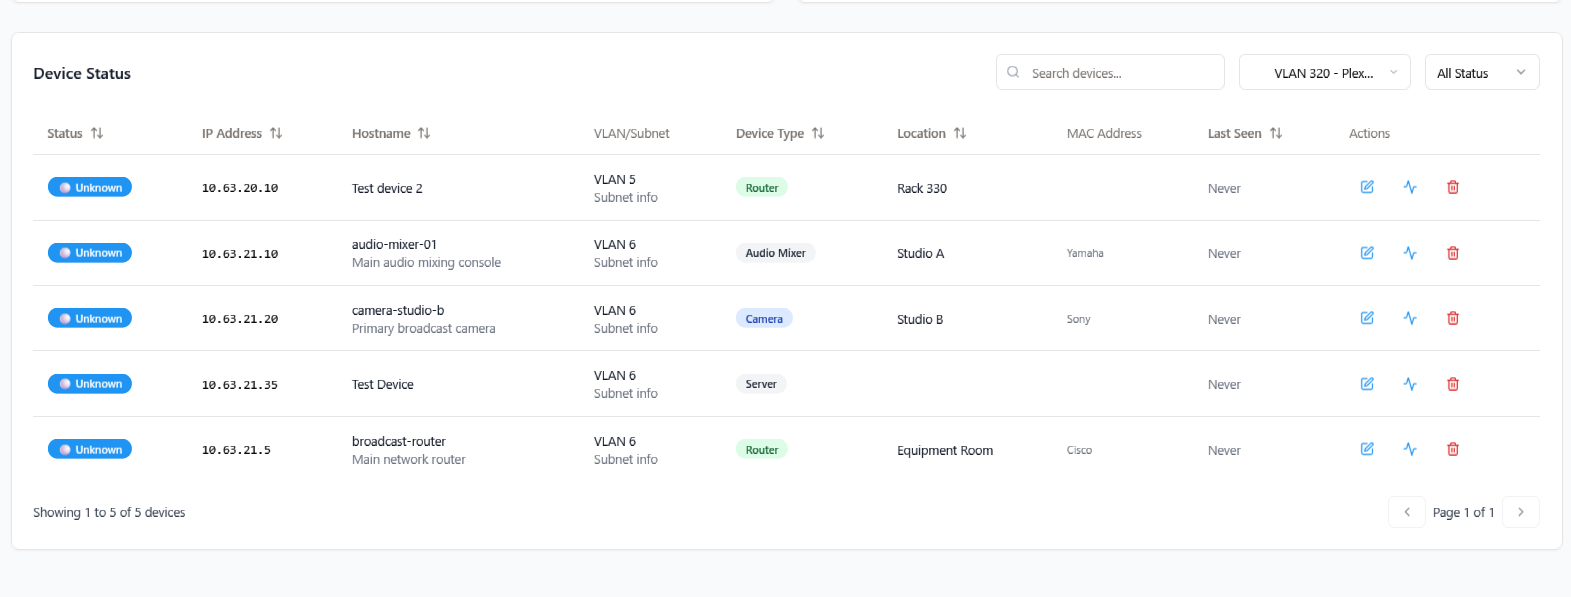 Device Status
Search devices...
VLAN 320 - Plex...
All Status
Status IP Address Hostname VLAN/Subnet Device Type Location MAC Address Last Seen Actions
Unknown 10.63.20.10 Test device 2 VLAN 5 Router Rack 330 Never
Subnet info
Unknown 10.63.21.10 audio-mixer-01 VLAN 6 Audio Mixer Studio A Yamaha Never
Main audio mixing console Subnet info
Unknown 10.63.21.20 camera-studio-b VLAN 6 Camera Studio B Sony Never
Primary broadcast camera Subnet info
Unknown 10.63.21.35 Test Device VLAN 6 Server Never
Subnet info
Unknown 10.63.21.5 broadcast-router VLAN 6 Router Equipment Room Cisco Never
Main network router Subnet info
Showing 1 to 5 of 5 devices
Page 1 of 1